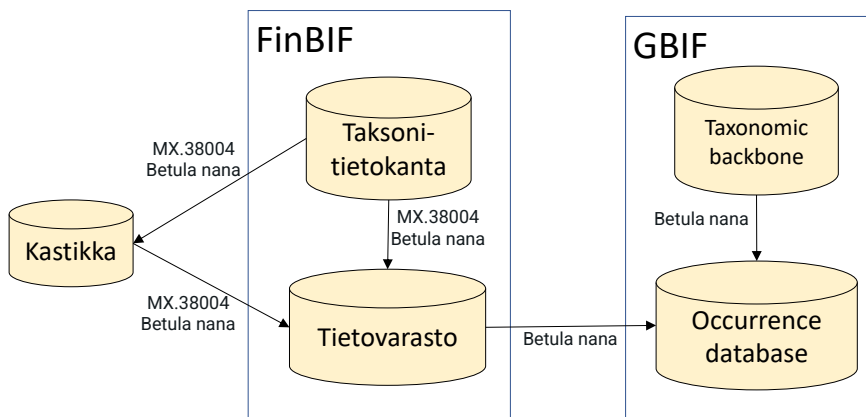 FinBIF
GBIF
Taksoni-
tietokanta
Taxonomic
backbone
MX.38004
Betula nana
MX.38004
Betula nana
Betula nana
Kastikka
MX.38004
Betula nana
Tietovarasto
Betula nana
Occurrence
database